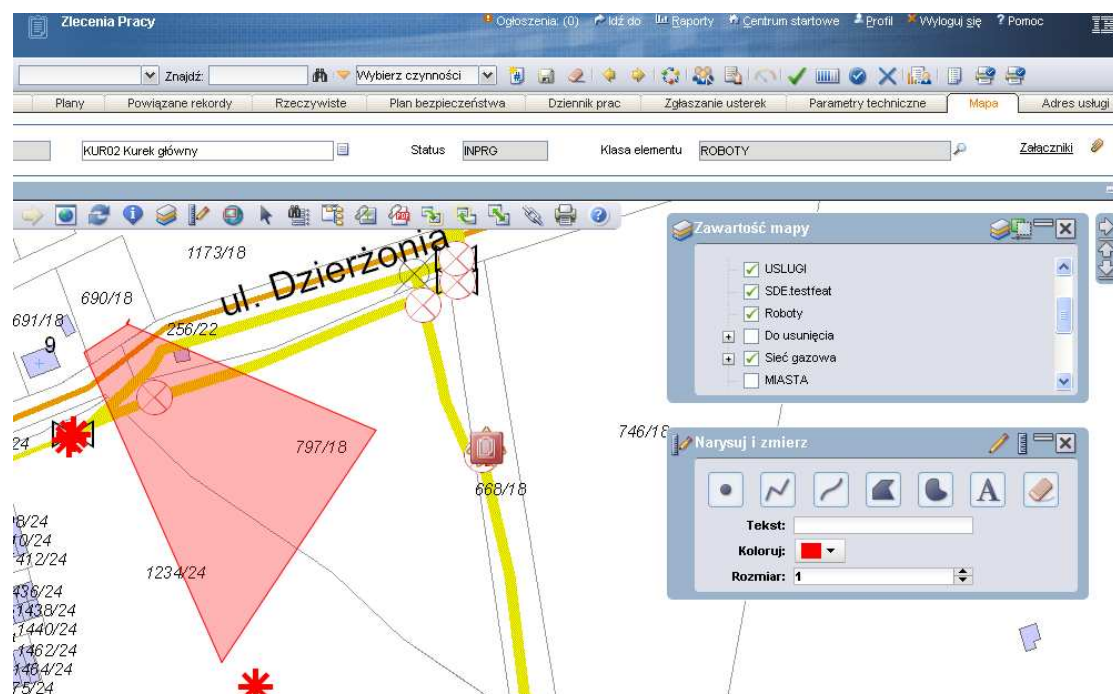 Zlecenia Pracy
Ogłoszenia: (0) Idź do Raporty Centrum startowe Profil Wyloguj się ? Pomoc
Znajdź: Wybierz czynności
Plany Powiązane rekordy Rzeczywiste Plan bezpieczeństwa Dziennik prac Zgłaszanie usterek Parametry techniczne Mapa Adres usługi
KUR02 Kurek główny Status INPRG Klasa elementu ROBOTY Załączniki
Zawartość mapy
USLUGI
SDE.testfeat
Roboty
Do usunięcia
Sieć gazowa
MIASTA
Narysuj i zmierz
A
Tekst:
Koloruj:
Rozmiar: 1
1173/18
ul. Dzierżonia
690/18
691/18
256/22
9
24
797/18
746/18
668/18
8/24
0/24
412/24
1234/24
436/24
1438/24
1440/24
1462/24
1464/24
75/24